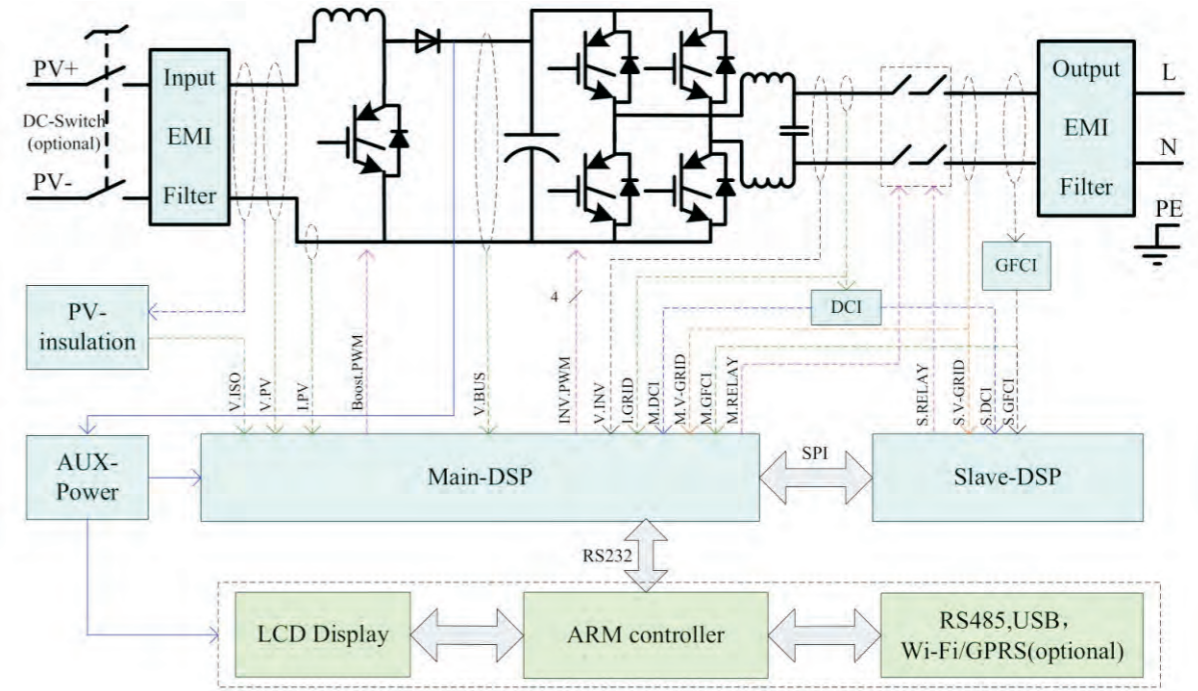 PV+
DC-Switch
(optional)
PV-
Input
EMI
Filter
Output
EMI
Filter
L
N
PE
GFCI
DCI
PV-
insulation
4
V.ISO
V.PV
I.PV
Boost.PWM
V.BUS
INV.PWM
V.INV
I.GRID
M.DCI
M.V-GRID
M.GFCI
M.RELAY
S.RELAY
S.V-GRID
S.DCI
S.GFCI
AUX-
Power
Main-DSP
SPI
Slave-DSP
RS232
LCD Display
ARM controller
RS485,USB，
Wi-Fi/GPRS(optional)